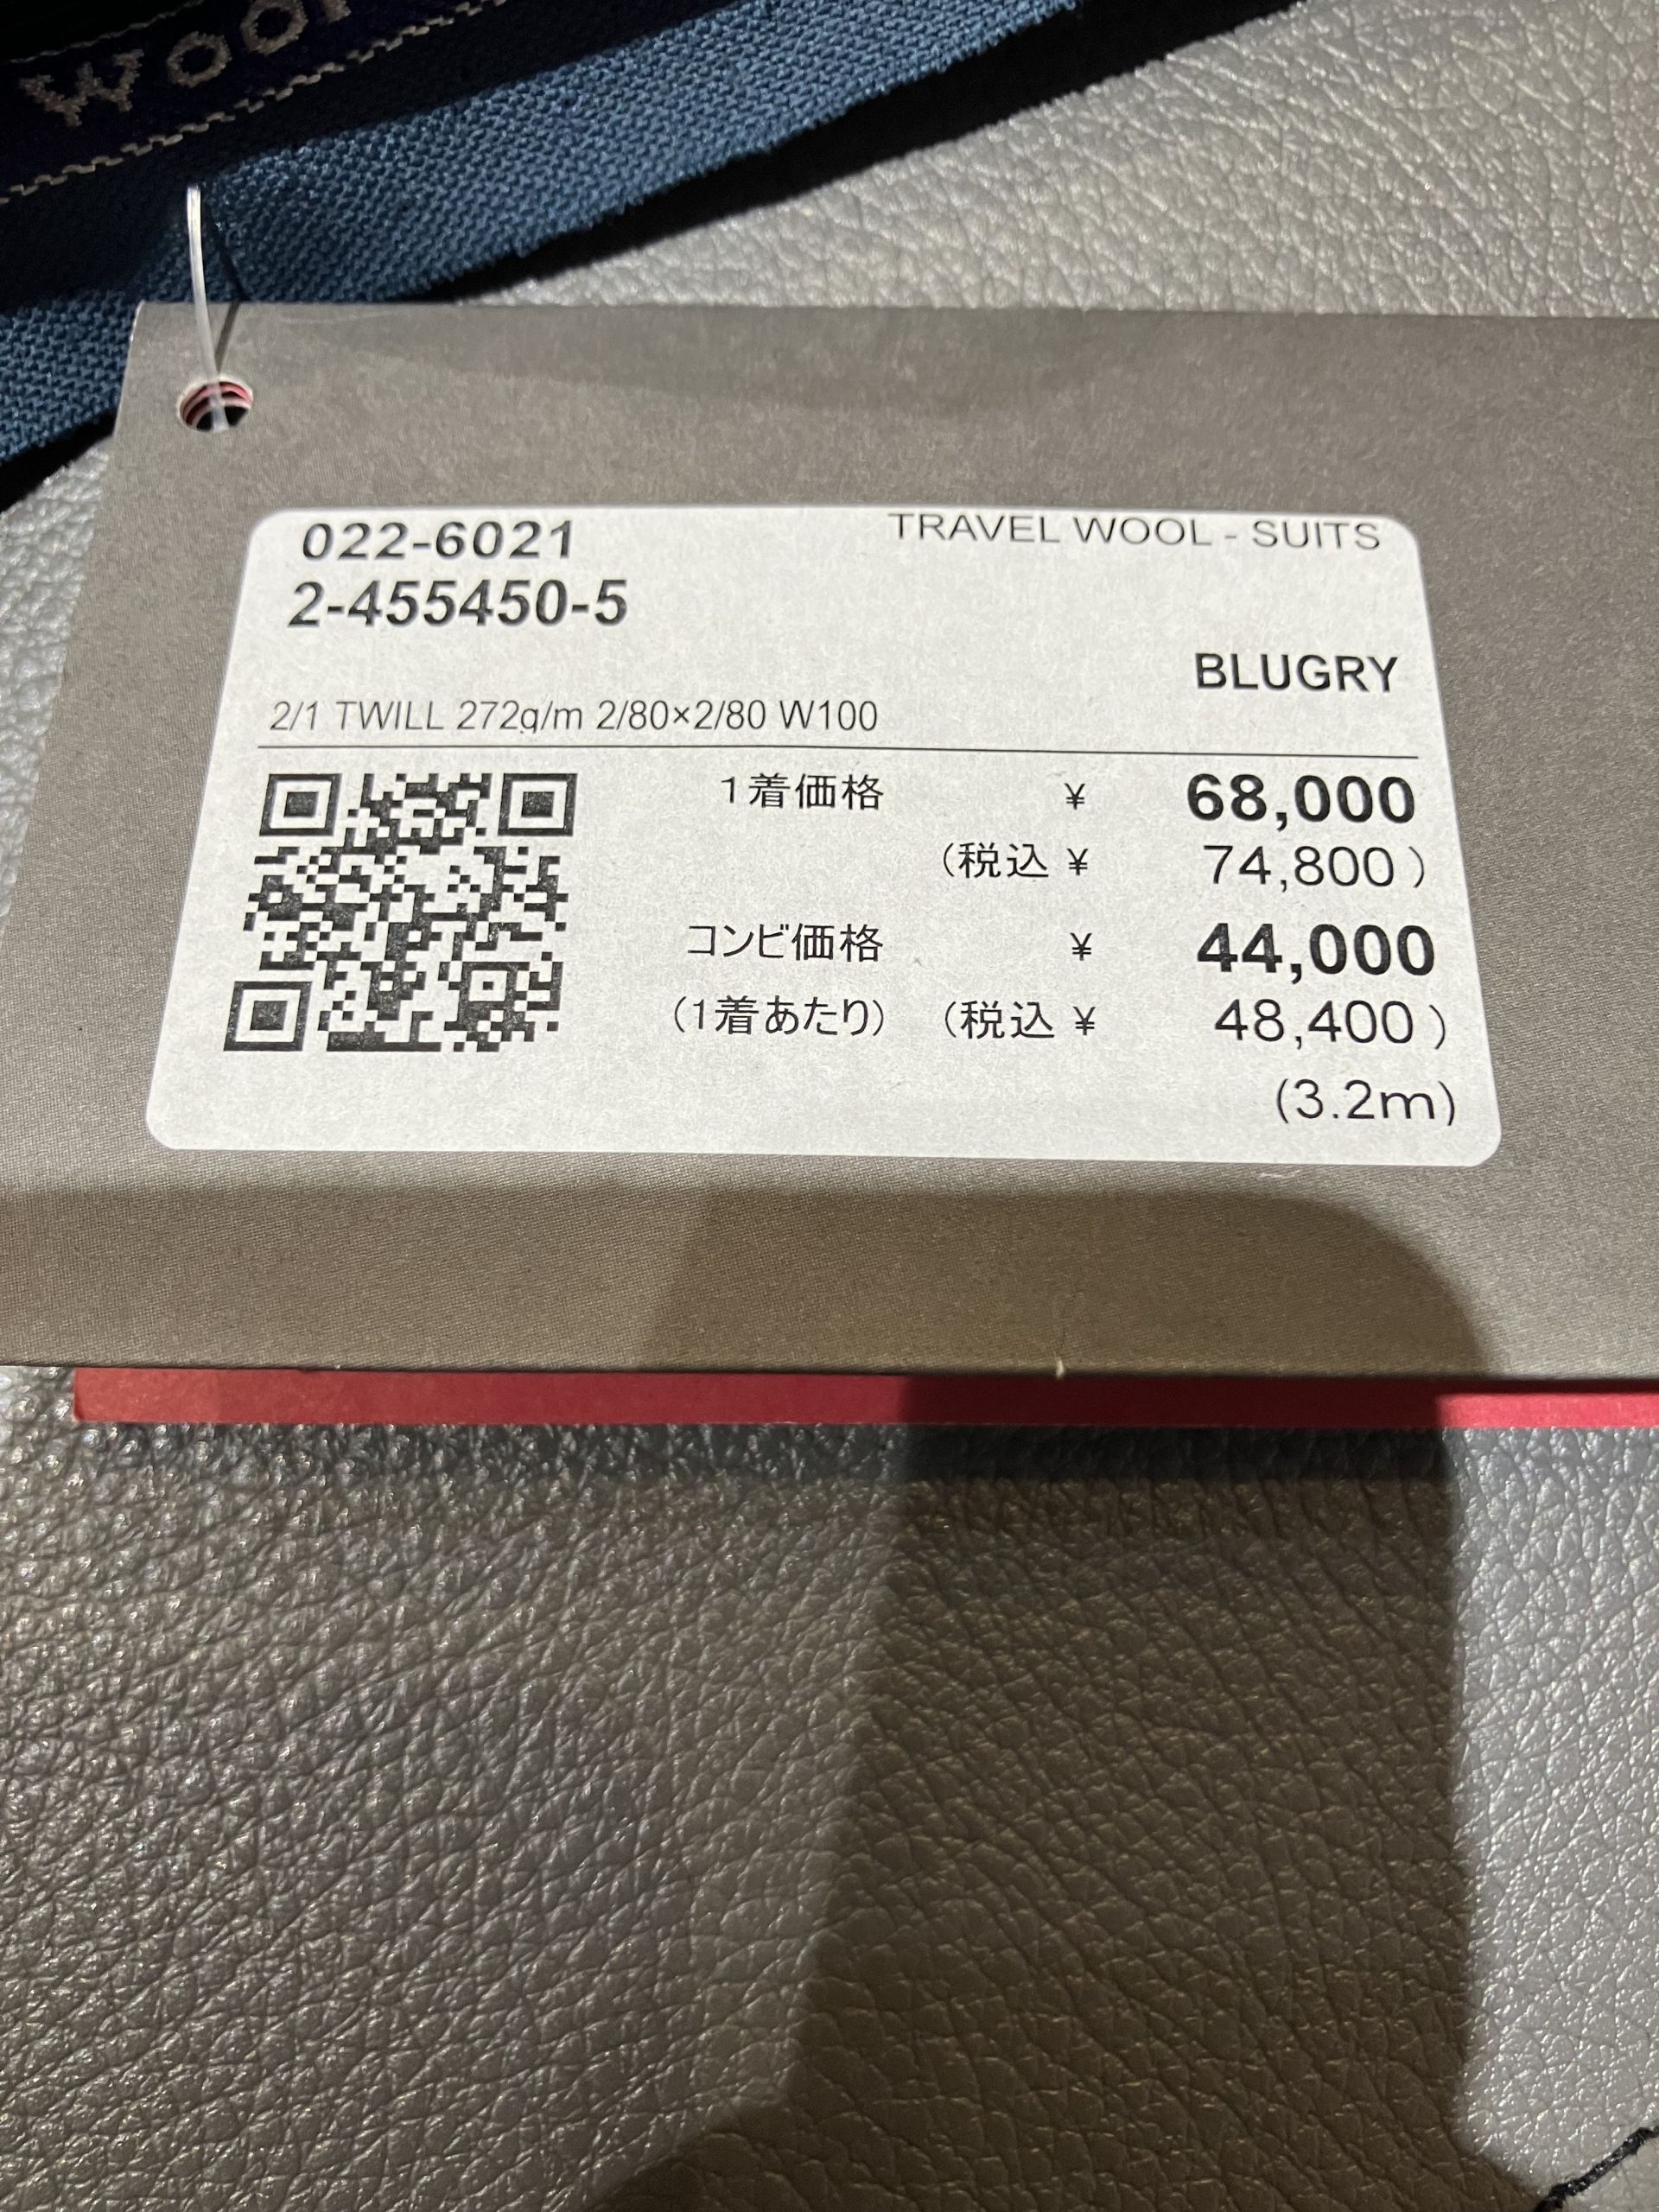 WOO
022-6021
TRAVEL WOOL - SUITS
2-455450-5
BLUGRY
2/1 TWILL 272g/m 2/80×2/80 W100
1着価格 ¥ 68,000
(税込 ¥ 74,800 )
コンビ価格 ¥ 44,000
(1着あたり) (税込 ¥ 48,400 )
(3.2m)